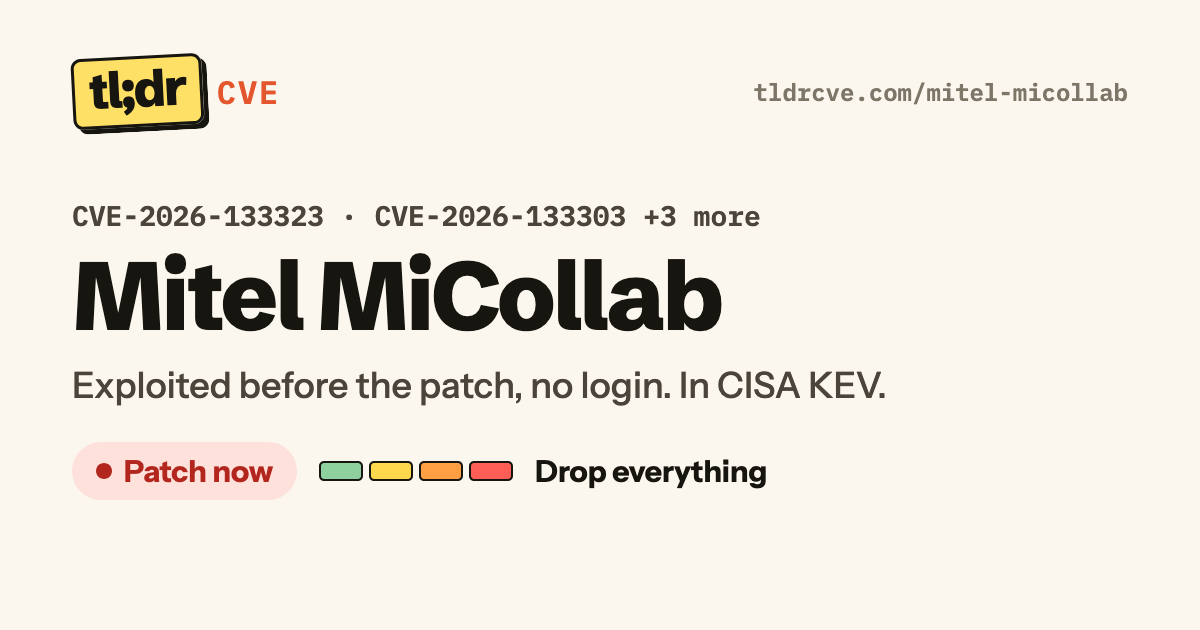 tl;dr CVE
tldrcve.com/mitel-micollab
CVE-2026-133323 · CVE-2026-133303 +3 more
Mitel MiCollab
Exploited before the patch, no login. In CISA KEV.
Patch now
Drop everything